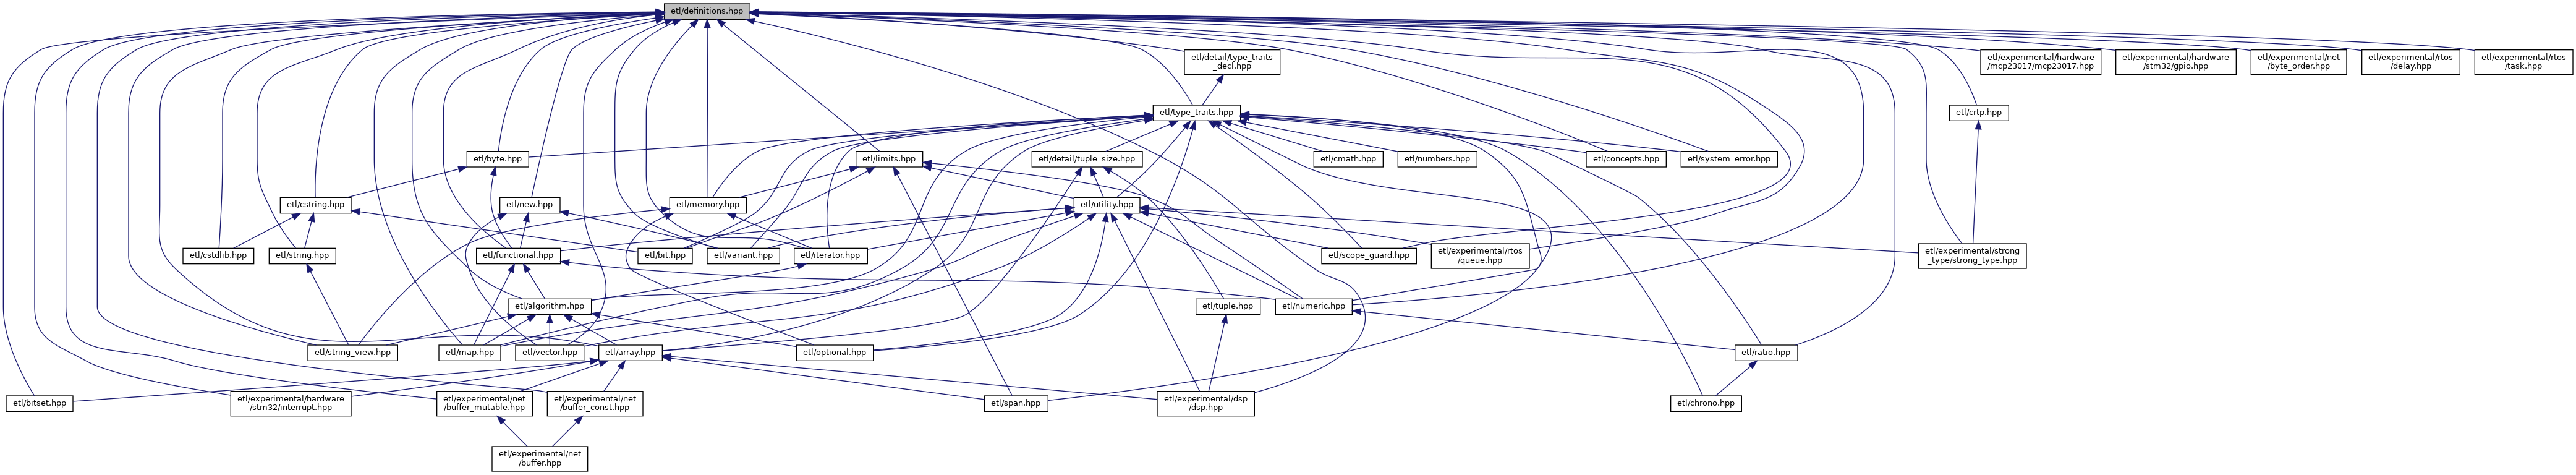 etl/definitions.hpp
etl/detail/type_traits
_decl.hpp
etl/experimental/hardware
/mcp23017/mcp23017.hpp
etl/experimental/hardware
/stm32/gpio.hpp
etl/experimental/net
/byte_order.hpp
etl/experimental/rtos
/delay.hpp
etl/experimental/rtos
/task.hpp
etl/type_traits.hpp
etl/crtp.hpp
etl/byte.hpp
etl/limits.hpp
etl/detail/tuple_size.hpp
etl/cmath.hpp
etl/numbers.hpp
etl/concepts.hpp
etl/system_error.hpp
etl/cstring.hpp
etl/new.hpp
etl/memory.hpp
etl/utility.hpp
etl/cstdlib.hpp
etl/string.hpp
etl/functional.hpp
etl/bit.hpp
etl/variant.hpp
etl/iterator.hpp
etl/scope_guard.hpp
etl/experimental/rtos
/queue.hpp
etl/experimental/strong
_type/strong_type.hpp
etl/algorithm.hpp
etl/tuple.hpp
etl/numeric.hpp
etl/string_view.hpp
etl/map.hpp
etl/vector.hpp
etl/array.hpp
etl/optional.hpp
etl/ratio.hpp
etl/bitset.hpp
etl/experimental/hardware
/stm32/interrupt.hpp
etl/experimental/net
/buffer_mutable.hpp
etl/experimental/net
/buffer_const.hpp
etl/span.hpp
etl/experimental/dsp
/dsp.hpp
etl/chrono.hpp
etl/experimental/net
/buffer.hpp